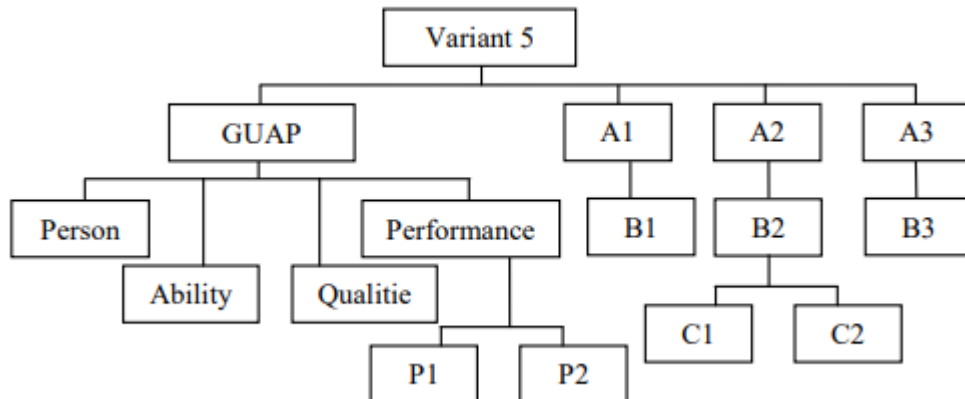 Variant 5
GUAP
A1
A2
A3
Person
Performance
B1
B2
B3
Ability
Qualitie
C1
C2
P1
P2